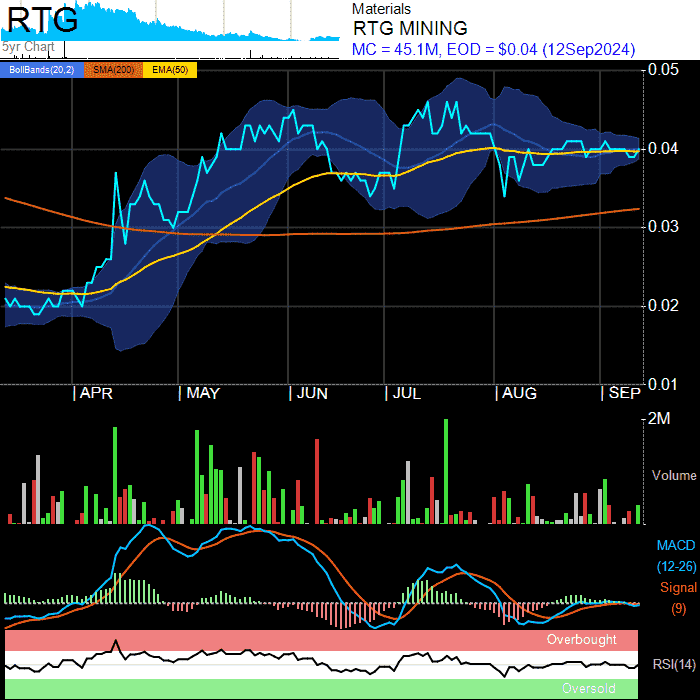 RTG
5yr Chart
Materials
RTG MINING
MC = 45.1M, EOD = $0.04 (12Sep2024)
BollBands(20,2) SMA(200) EMA(50)
0.05
0.04
0.03
0.02
0.01
APR MAY JUN JUL AUG SEP
2M
Volume
MACD
(12-26)
Signal
(9)
Overbought
RSI(14)
Oversold